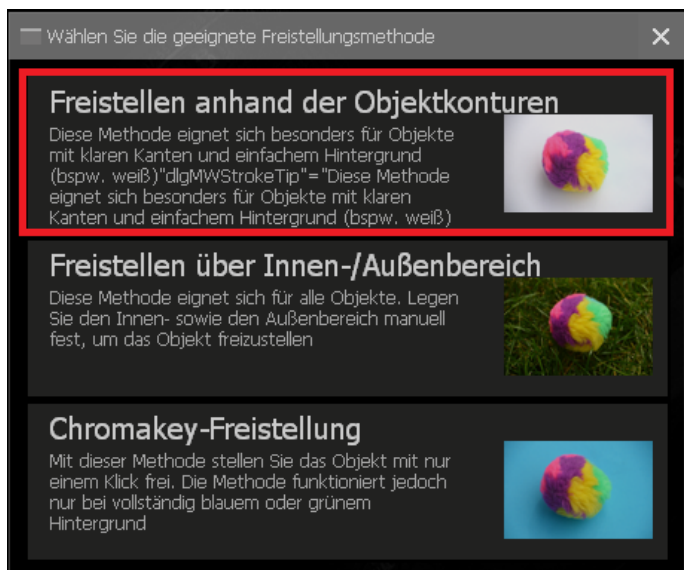 Wählen Sie die geeignete Freistellungsmethode
Freistellen anhand der Objektkonturen
Diese Methode eignet sich besonders für Objekte
mit klaren Kanten und einfachem Hintergrund
(bspw. weiß)"dlgMWStrokeTip"="Diese Methode
eignet sich besonders für Objekte mit klaren
Kanten und einfachem Hintergrund (bspw. weiß)
Freistellen über Innen-/Außenbereich
Diese Methode eignet sich für alle Objekte. Legen
Sie den Innen- sowie den Außenbereich manuell
fest, um das Objekt freizustellen
Chromakey-Freistellung
Mit dieser Methode stellen Sie das Objekt mit nur
einem Klick frei. Die Methode funktioniert jedoch
nur bei vollständig blauem oder grünem
Hintergrund